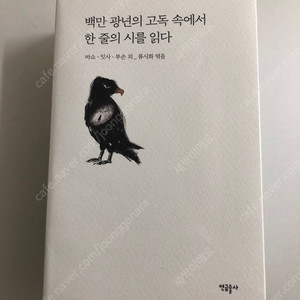 백만 광년의 고독 속에서
한 줄의 시를 읽다
바쇼·잇사·부손 외_류시화 엮음
연금술사